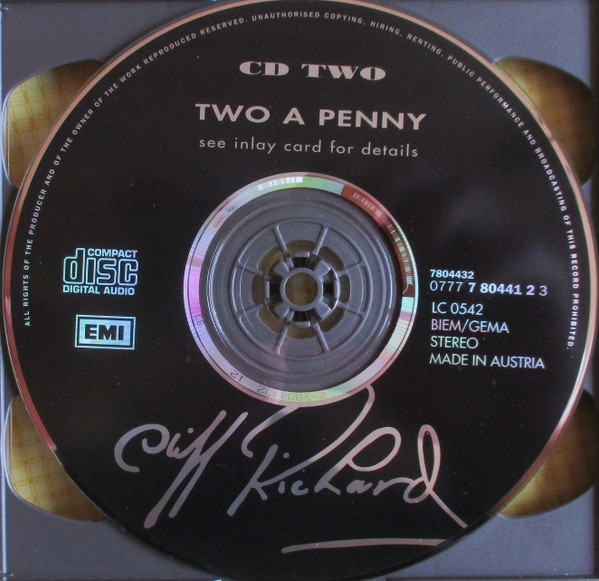 ALL RIGHTS OF THE PRODUCER AND OF THE OWNER OF THE WORK REPRODUCED RESERVED. UNAUTHORISED COPYING, HIRING, RENTING, PUBLIC PERFORMANCE AND BROADCASTING OF THIS RECORD PROHIBITED.
CD TWO
TWO A PENNY
see inlay card for details
COMPACT
disc
DIGITAL AUDIO
EMI
7804432
0777 7 80441 2 3
LC 0542
BIEM/GEMA
STEREO
MADE IN AUSTRIA
Cliff Richard